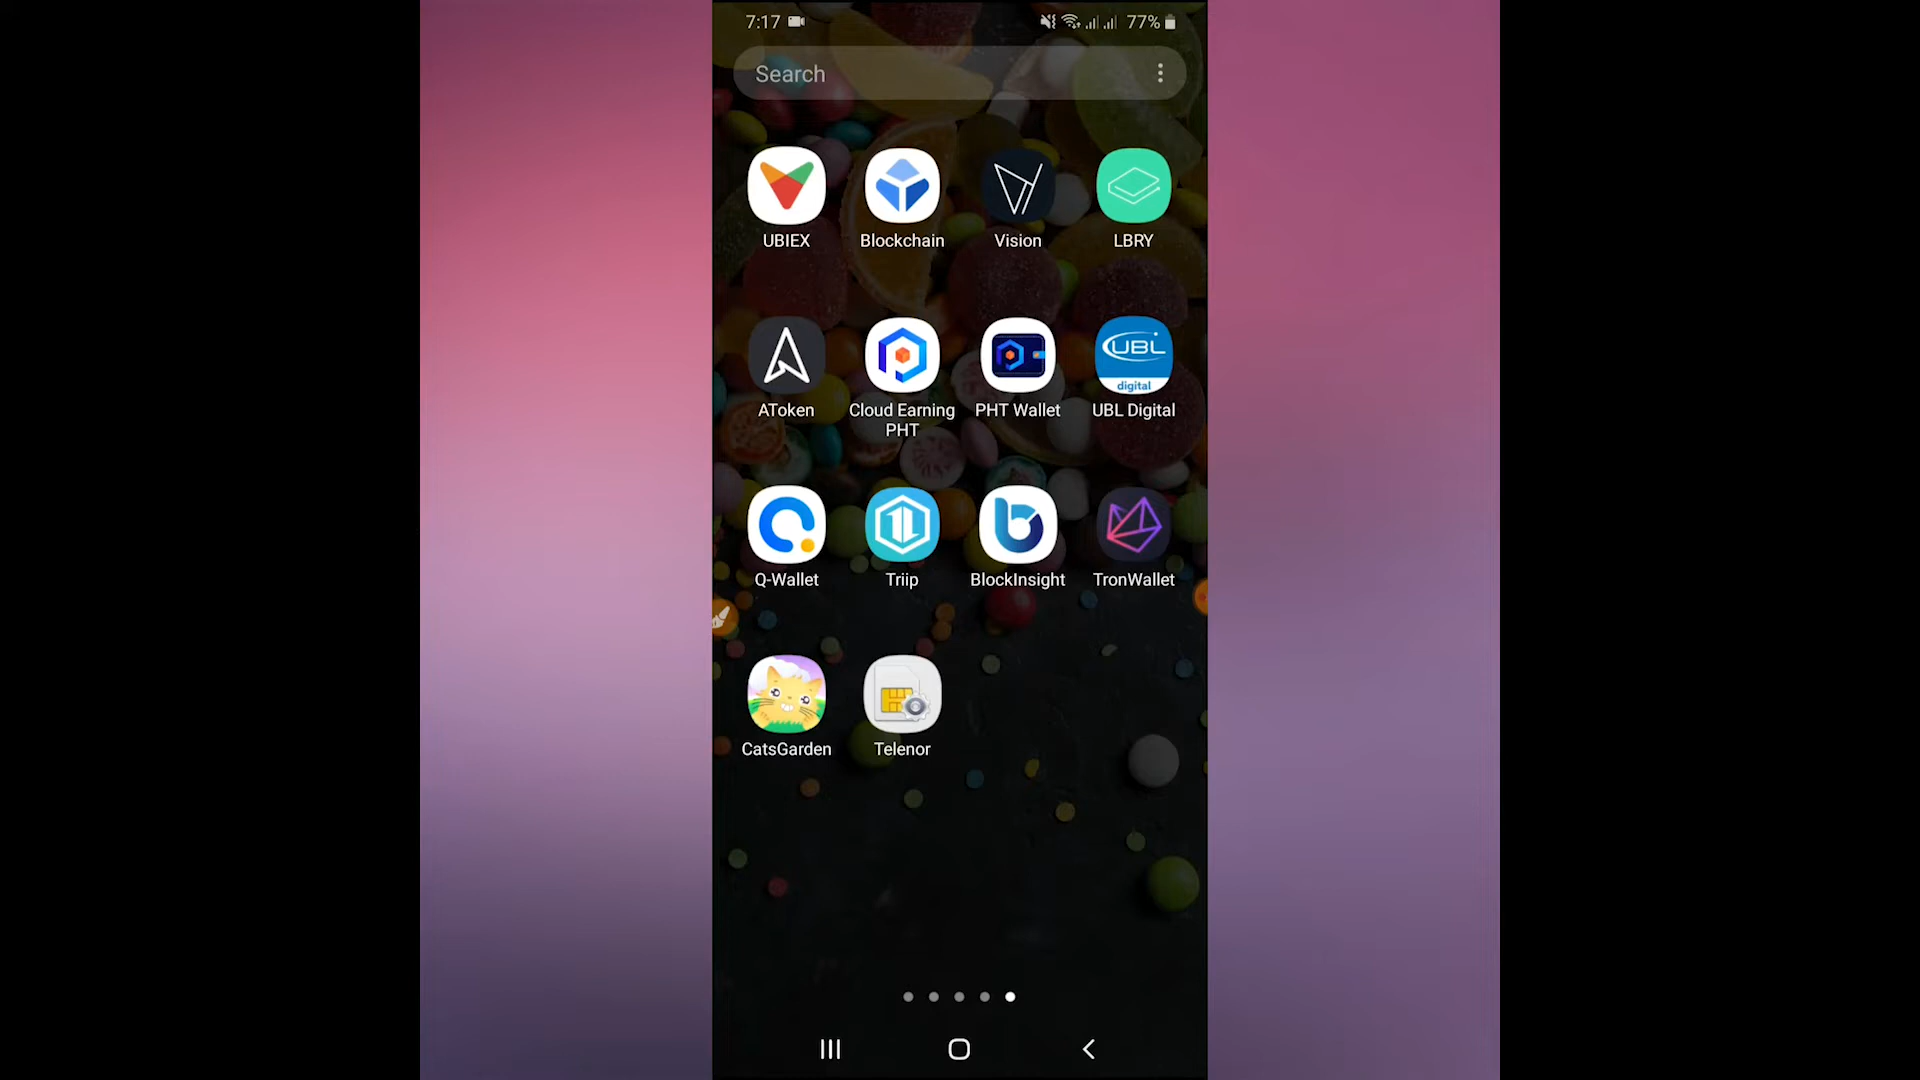 7:17
77%
Search
UBIEX
Blockchain
Vision
LBRY
UBL
digital
AToken
Cloud Earning
PHT
PHT Wallet
UBL Digital
Q-Wallet
Triip
BlockInsight
TronWallet
CatsGarden
Telenor